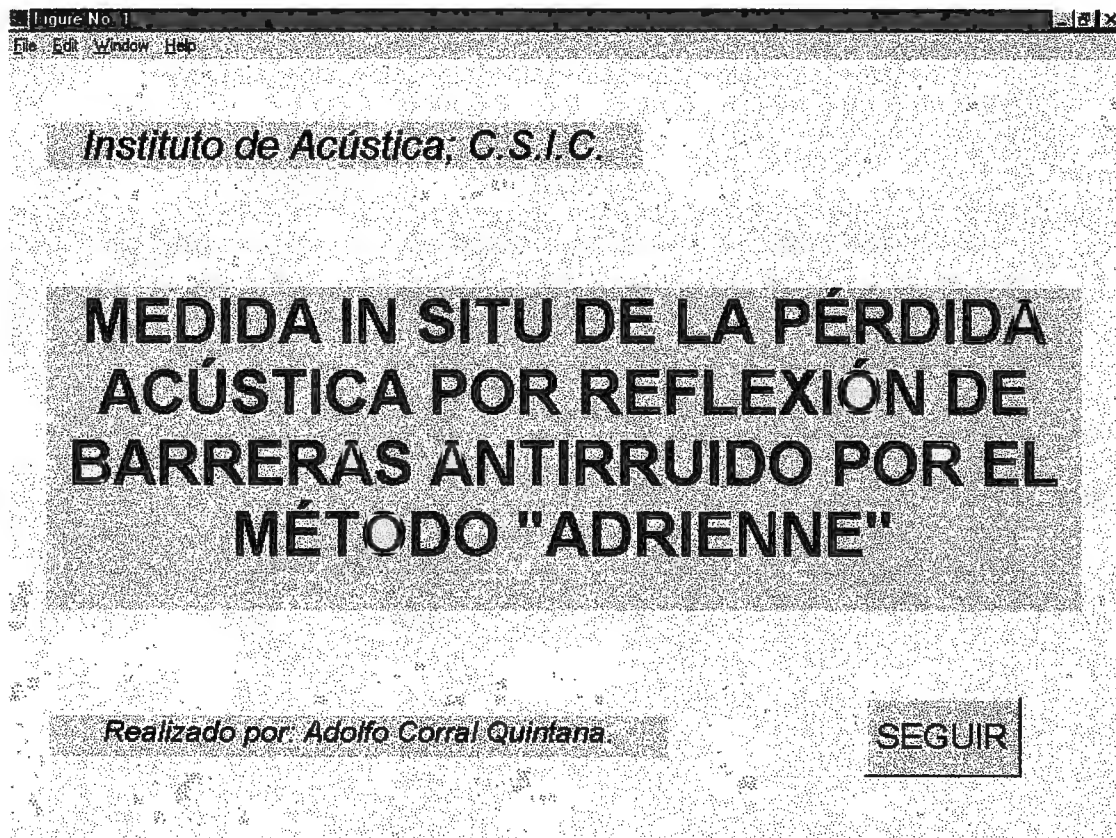 Figure No. 1
File Edit Window Help
Instituto de Acústica; C.S.I.C.
MEDIDA IN SITU DE LA PÉRDIDA
ACÚSTICA POR REFLEXIÓN DE
BARRERAS ANTIRRUIDO POR EL
MÉTODO "ADRIENNE"
Realizado por: Adolfo Corral Quintana.
SEGUIR